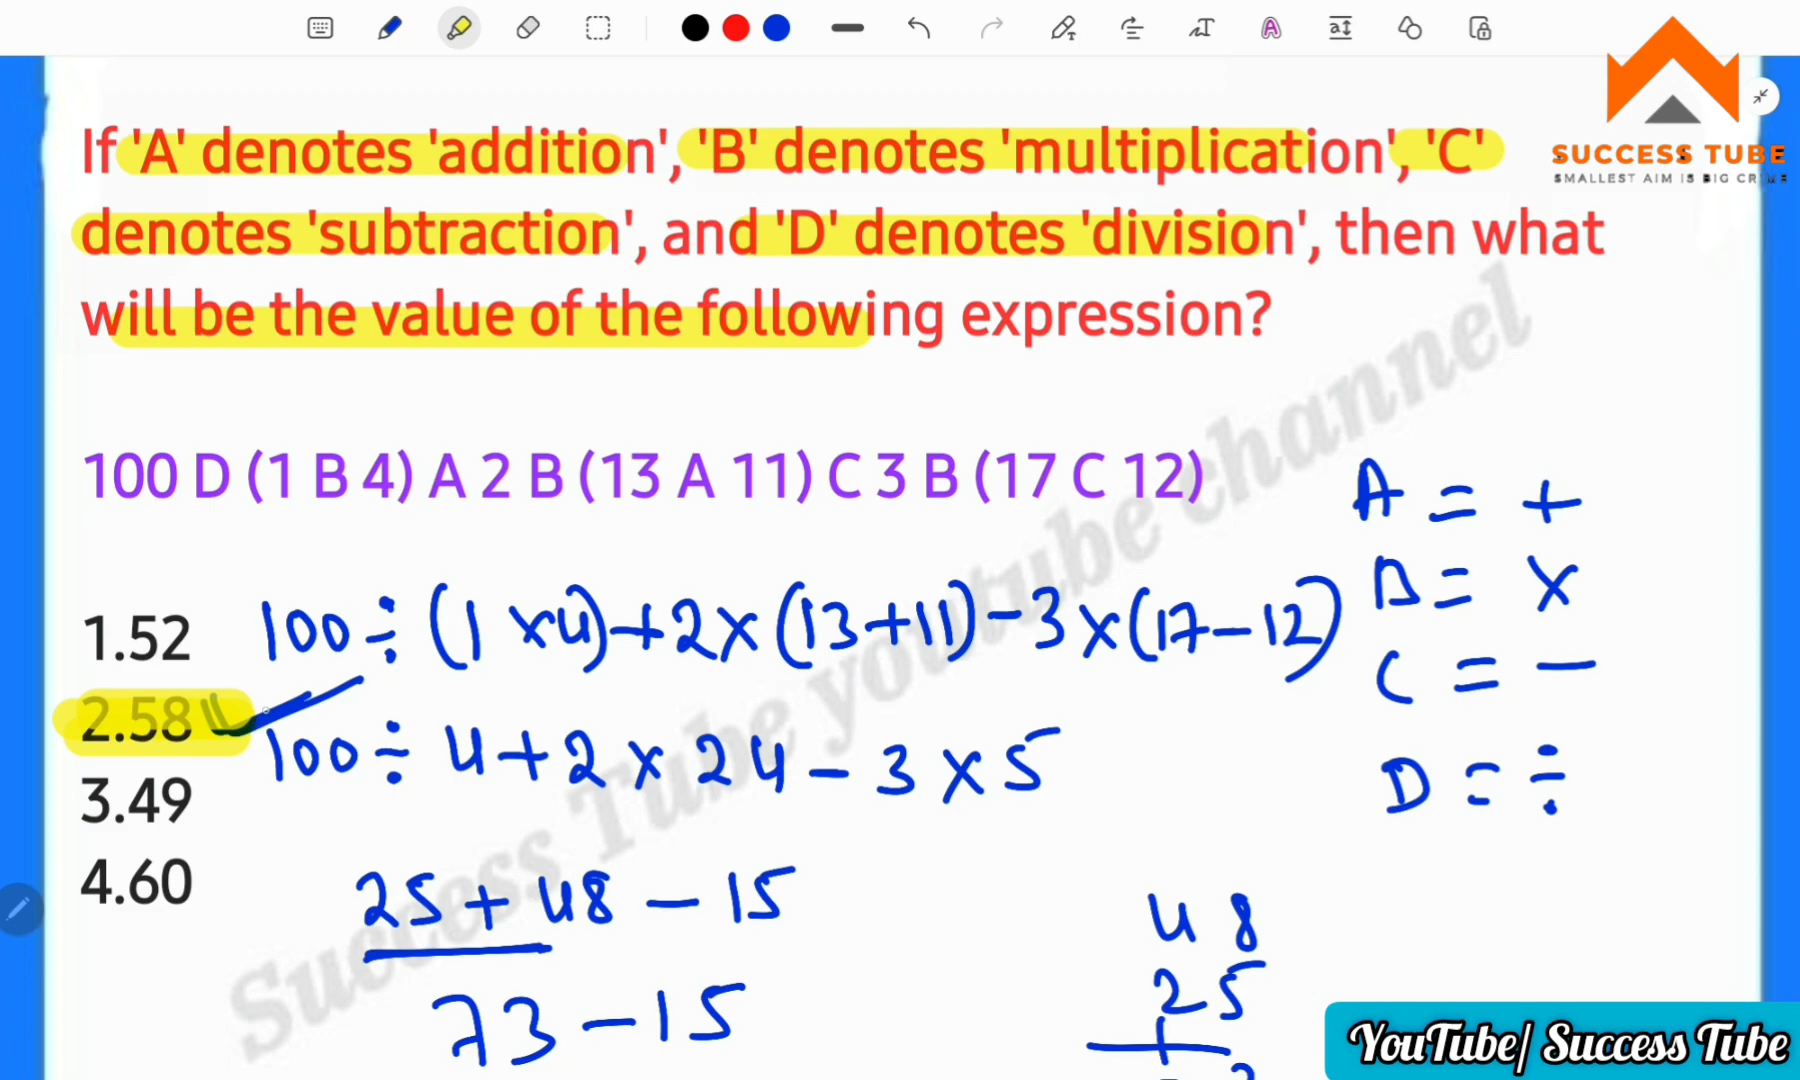 If 'A' denotes 'addition', 'B' denotes 'multiplication', 'C'
denotes 'subtraction', and 'D' denotes 'division', then what
will be the value of the following expression?
SUCCESS TUBE
SMALLEST AIM IS BIG CRIME
100 D (1 B 4) A 2 B (13 A 11) C 3 B (17 C 12)
A = +
B = ×
C = −
D = ÷
1.52
2.58
3.49
4.60
100 ÷ (1 × 4) + 2 × (13 + 11) − 3 × (17 − 12)
100 ÷ 4 + 2 × 24 − 3 × 5
25 + 48 − 15
73 − 15
48
25
Success Tube youtube channel
YouTube/ Success Tube